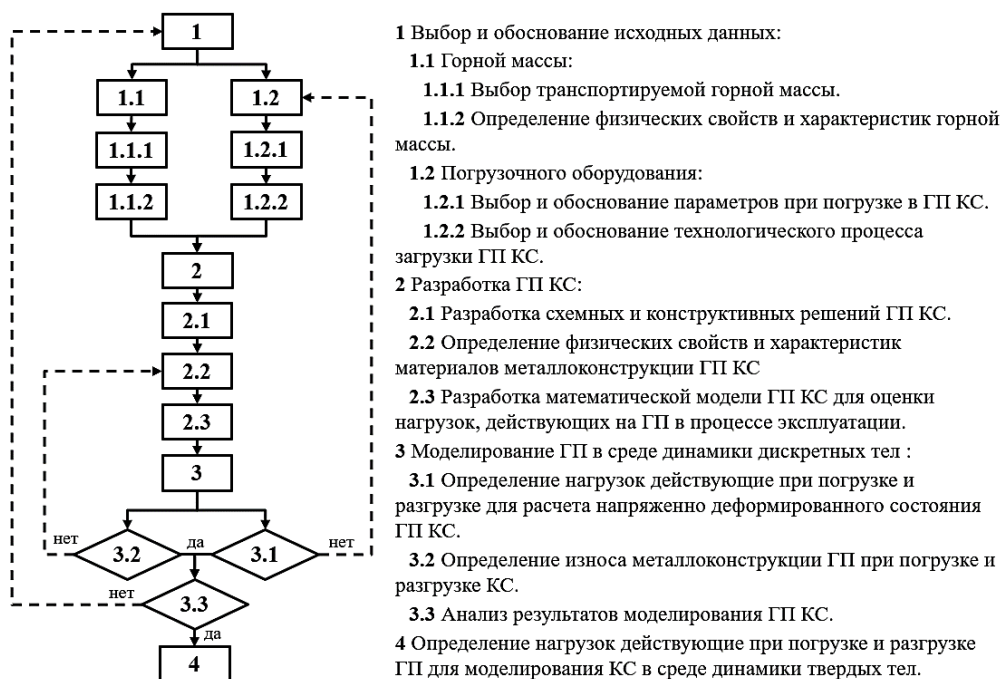 1
1.1
1.2
1.1.1
1.2.1
1.1.2
1.2.2
2
2.1
2.2
2.3
3
нет
3.2
да
3.1
нет
нет
3.3
да
4
1 Выбор и обоснование исходных данных:
1.1 Горной массы:
1.1.1 Выбор транспортируемой горной массы.
1.1.2 Определение физических свойств и характеристик горной
массы.
1.2 Погрузочного оборудования:
1.2.1 Выбор и обоснование параметров при погрузке в ГП КС.
1.2.2 Выбор и обоснование технологического процесса
загрузки ГП КС.
2 Разработка ГП КС:
2.1 Разработка схемных и конструктивных решений ГП КС.
2.2 Определение физических свойств и характеристик
материалов металлоконструкции ГП КС
2.3 Разработка математической модели ГП КС для оценки
нагрузок, действующих на ГП в процессе эксплуатации.
3 Моделирование ГП в среде динамики дискретных тел :
3.1 Определение нагрузок действующие при погрузке и
разгрузке для расчета напряженно деформированного состояния
ГП КС.
3.2 Определение износа металлоконструкции ГП при погрузке и
разгрузке КС.
3.3 Анализ результатов моделирования ГП КС.
4 Определение нагрузок действующие при погрузке и разгрузке
ГП для моделирования КС в среде динамики твердых тел.